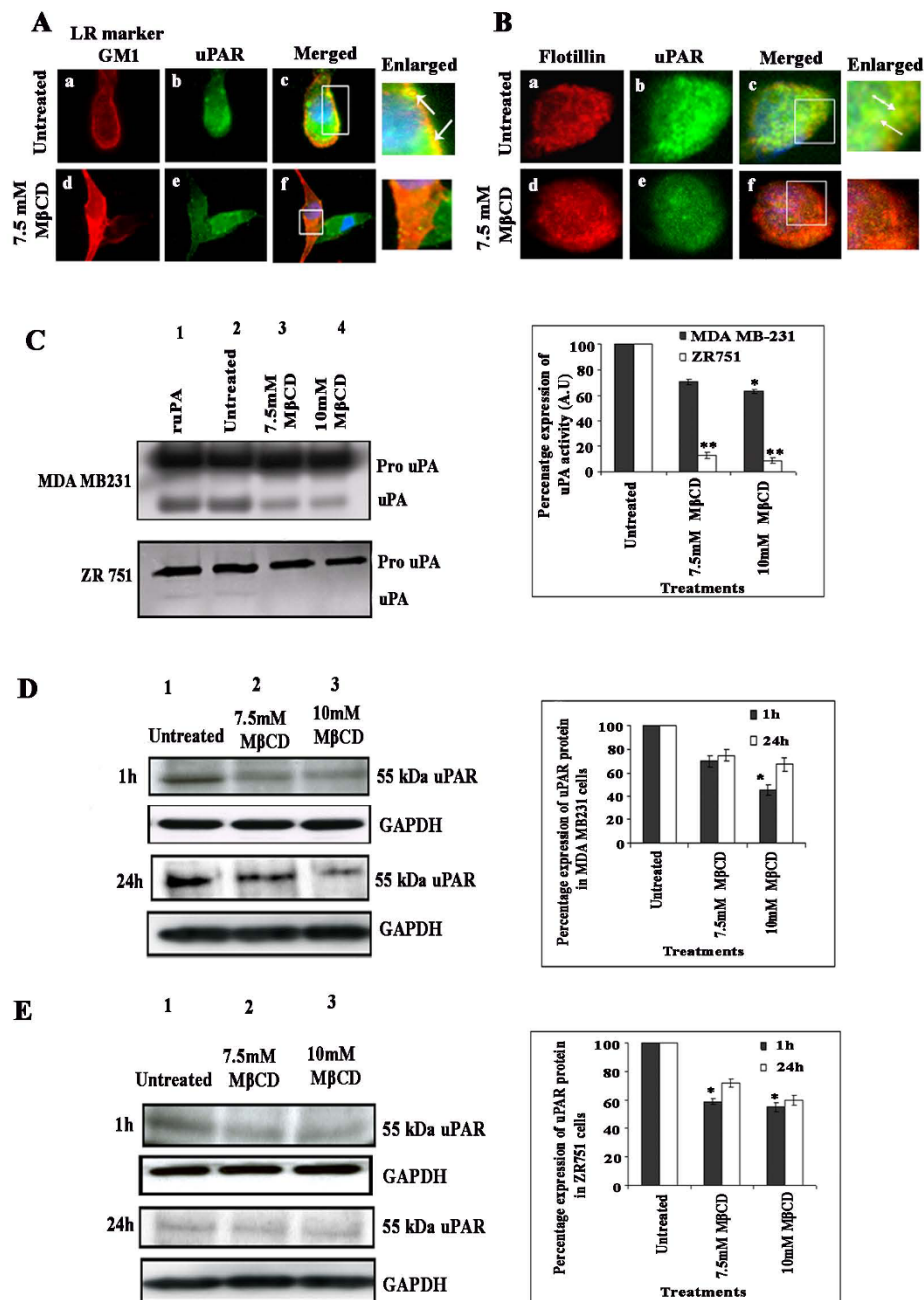 A
LR marker
GM1
uPAR
Merged
Enlarged
Untreated
a
b
c
7.5 mM
MβCD
d
e
f
B
Flotillin
uPAR
Merged
Enlarged
Untreated
a
b
c
7.5 mM
MβCD
d
e
f
C
1
2
3
4
ruPA
Untreated
7.5mM
MβCD
10mM
MβCD
MDA MB231
Pro uPA
uPA
ZR 751
Pro uPA
uPA
MDA MB-231
ZR751
Percenatge expression of
uPA activity (A.U)
100
80
60
40
20
0
*
**
**
Untreated
7.5mM MβCD
10mM MβCD
Treatments
D
1
2
3
Untreated
7.5mM
MβCD
10mM
MβCD
1h
55 kDa uPAR
GAPDH
24h
55 kDa uPAR
GAPDH
1h
24h
Percentage expression of uPAR protein
in MDA MB231 cells
100
80
60
40
20
0
*
Untreated
7.5mM MβCD
10mM MβCD
Treatments
E
1
2
3
Untreated
7.5mM
MβCD
10mM
MβCD
1h
55 kDa uPAR
GAPDH
24h
55 kDa uPAR
GAPDH
1h
24h
Percentage expression of uPAR protein
in ZR751 cells
100
80
60
40
20
0
*
*
Untreated
7.5mM MβCD
10mM MβCD
Treatments